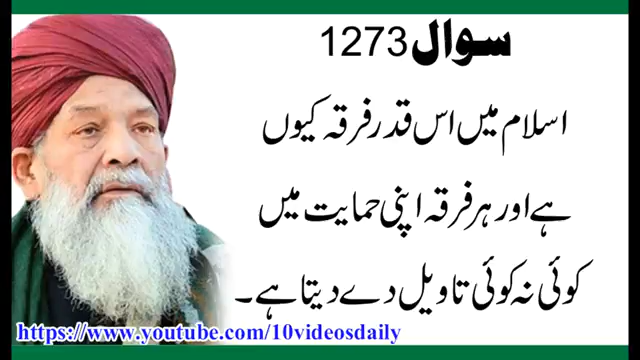 سوال 1273
اسلام میں اس قدر فرقہ کیوں
ہے اور ہر فرقہ اپنی حمایت میں
کوئی نہ کوئی تاویل دے دیتا ہے۔
https://www.youtube.com/10videosdaily